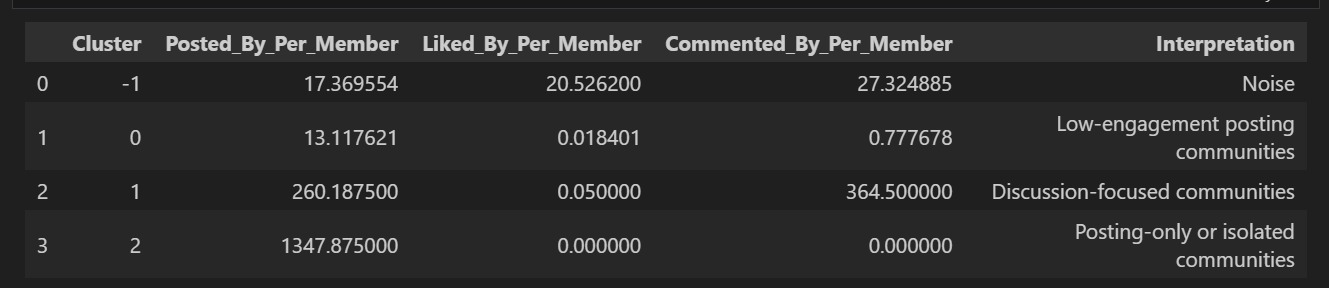 Cluster Posted_By_Per_Member Liked_By_Per_Member Commented_By_Per_Member Interpretation
0 -1 17.369554 20.526200 27.324885 Noise
1 0 13.117621 0.018401 0.777678 Low-engagement posting
communities
2 1 260.187500 0.050000 364.500000 Discussion-focused communities
3 2 1347.875000 0.000000 0.000000 Posting-only or isolated
communities